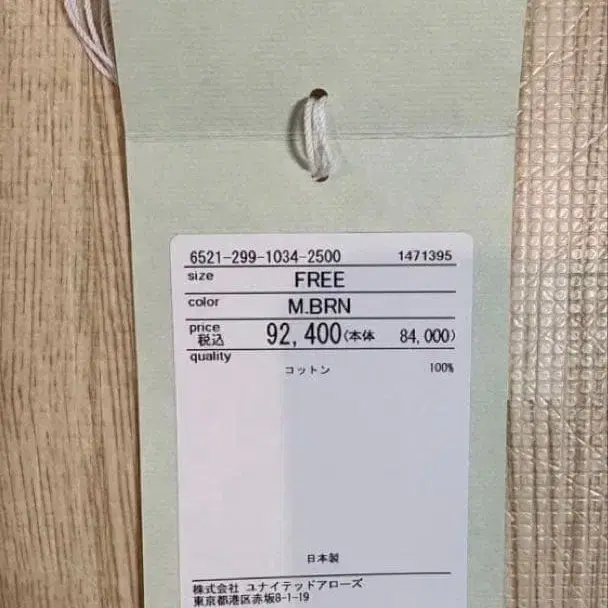 6521-299-1034-2500 1471395
size FREE
color M.BRN
price 税込 92,400(本体 84,000)
quality
コットン 100%
日本製
株式会社 ユナイテッドアローズ
東京都港区赤坂8-1-19